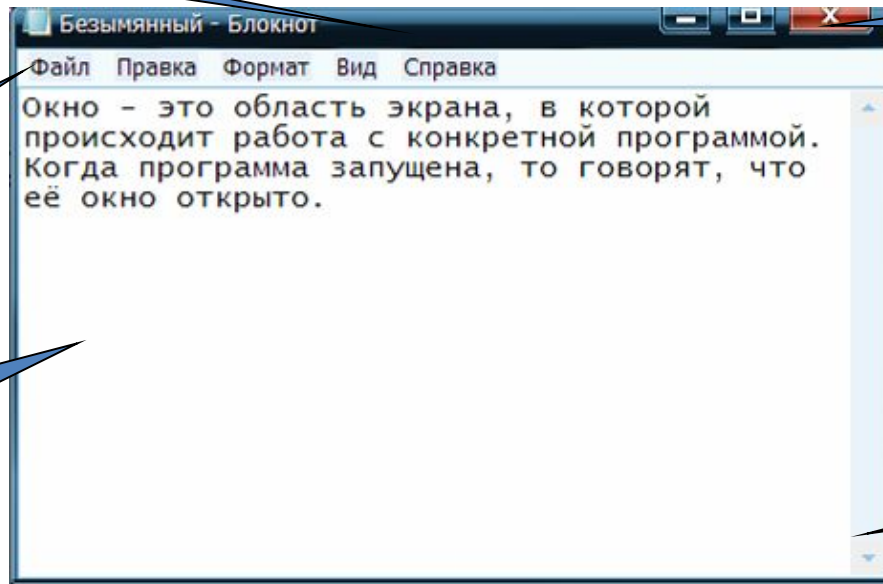 Безымянный - Блокнот
Файл Правка Формат Вид Справка
Окно – это область экрана, в которой
происходит работа с конкретной программой.
Когда программа запущена, то говорят, что
её окно открыто.